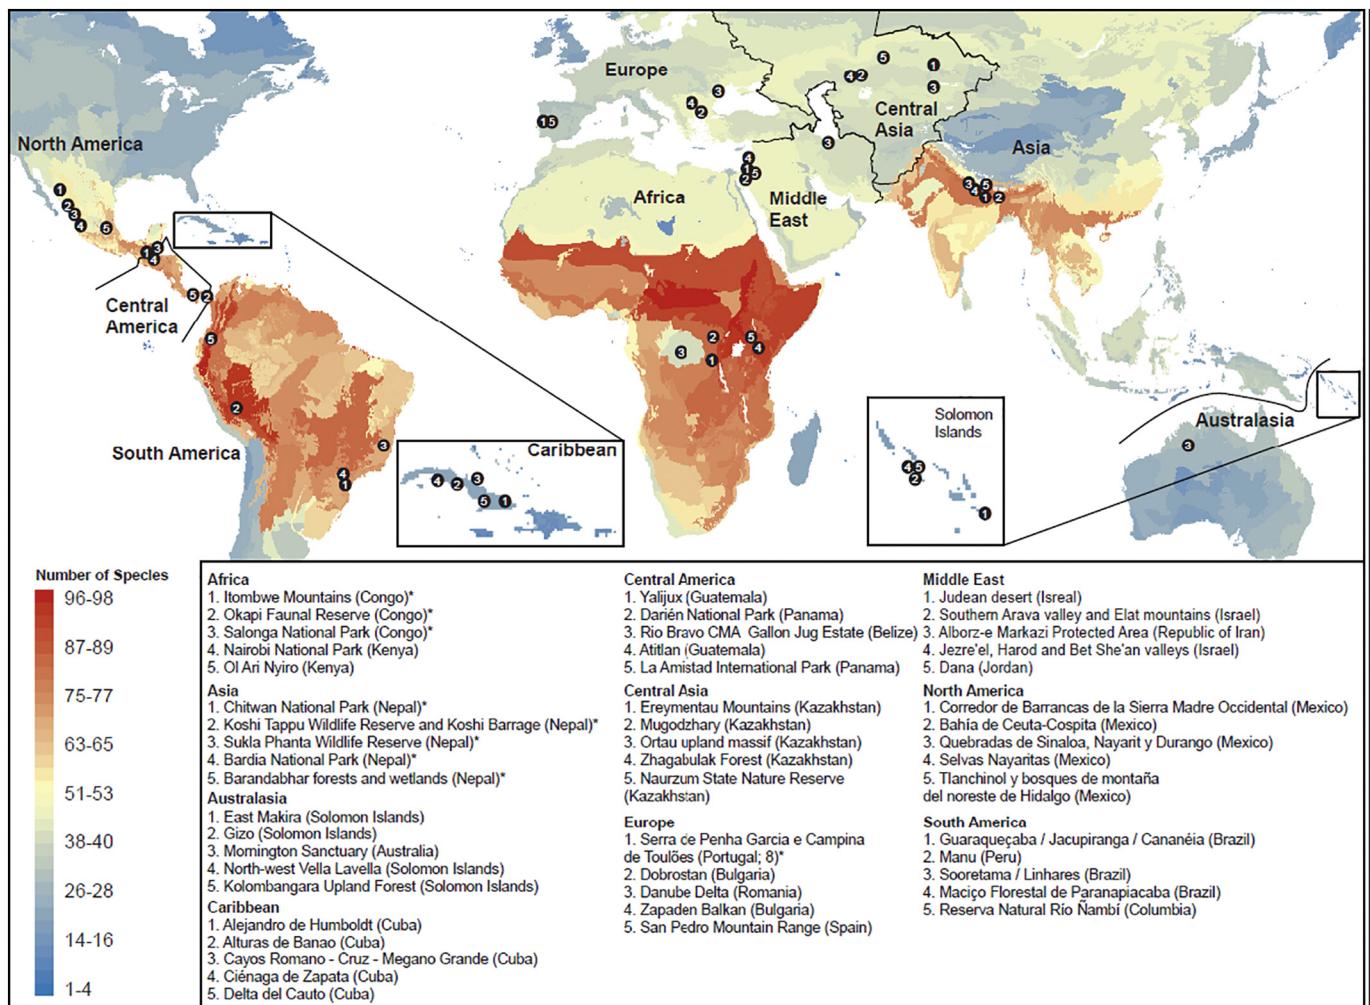 North America
Europe
Central
Asia
Asia
Africa
Middle
East
Central
America
South America
Caribbean
Solomon
Islands
Australasia
Number of Species
96-98
87-89
75-77
63-65
51-53
38-40
26-28
14-16
1-4
Africa
1. Itombwe Mountains (Congo)*
2. Okapi Faunal Reserve (Congo)*
3. Salonga National Park (Congo)*
4. Nairobi National Park (Kenya)
5. Ol Ari Nyiro (Kenya)
Asia
1. Chitwan National Park (Nepal)*
2. Koshi Tappu Wildlife Reserve and Koshi Barrage (Nepal)*
3. Sukla Phanta Wildlife Reserve (Nepal)*
4. Bardia National Park (Nepal)*
5. Barandabhar forests and wetlands (Nepal)*
Australasia
1. East Makira (Solomon Islands)
2. Gizo (Solomon Islands)
3. Mornington Sanctuary (Australia)
4. North-west Vella Lavella (Solomon Islands)
5. Kolombangara Upland Forest (Solomon Islands)
Caribbean
1. Alejandro de Humboldt (Cuba)
2. Alturas de Banao (Cuba)
3. Cayos Romano - Cruz - Megano Grande (Cuba)
4. Ciénaga de Zapata (Cuba)
5. Delta del Cauto (Cuba)
Central America
1. Yalijux (Guatemala)
2. Darién National Park (Panama)
3. Rio Bravo CMA Gallon Jug Estate (Belize)
4. Atitlan (Guatemala)
5. La Amistad International Park (Panama)
Central Asia
1. Ereymentau Mountains (Kazakhstan)
2. Mugodzhary (Kazakhstan)
3. Ortau upland massif (Kazakhstan)
4. Zhagabulak Forest (Kazakhstan)
5. Naurzum State Nature Reserve
(Kazakhstan)
Europe
1. Serra de Penha Garcia e Campina
de Toulões (Portugal; 8)*
2. Dobrostan (Bulgaria)
3. Danube Delta (Romania)
4. Zapaden Balkan (Bulgaria)
5. San Pedro Mountain Range (Spain)
Middle East
1. Judean desert (Isreal)
2. Southern Arava valley and Elat mountains (Israel)
3. Alborz-e Markazi Protected Area (Republic of Iran)
4. Jezre'el, Harod and Bet She'an valleys (Israel)
5. Dana (Jordan)
North America
1. Corredor de Barrancas de la Sierra Madre Occidental (Mexico)
2. Bahía de Ceuta-Cospita (Mexico)
3. Quebradas de Sinaloa, Nayarit y Durango (Mexico)
4. Selvas Nayaritas (Mexico)
5. Tlanchinol y bosques de montaña
del noreste de Hidalgo (Mexico)
South America
1. Guaraqueçaba / Jacupiranga / Cananéia (Brazil)
2. Manu (Peru)
3. Sooretama / Linhares (Brazil)
4. Maciço Florestal de Paranapiacaba (Brazil)
5. Reserva Natural Río Ñambí (Columbia)